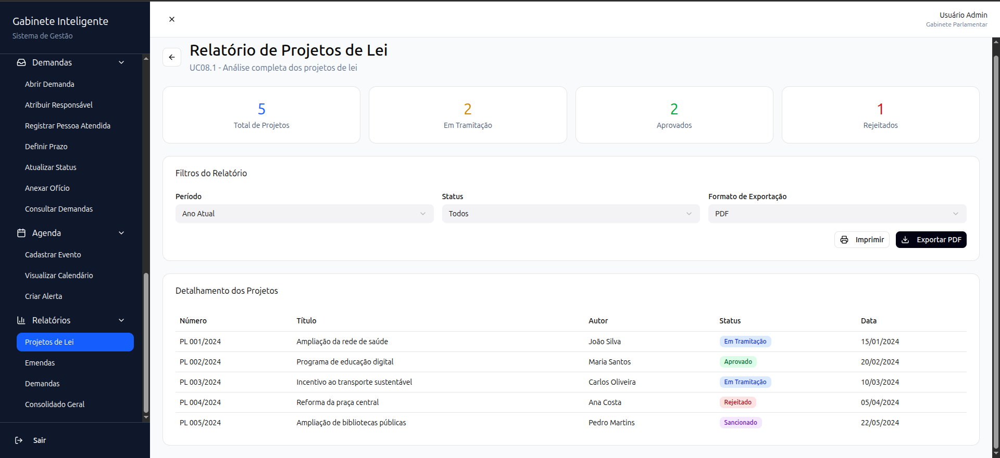 Gabinete Inteligente
Sistema de Gestão
Demandas
Abrir Demanda
Atribuir Responsável
Registrar Pessoa Atendida
Definir Prazo
Atualizar Status
Anexar Ofício
Consultar Demandas
Agenda
Cadastrar Evento
Visualizar Calendário
Criar Alerta
Relatórios
Projetos de Lei
Emendas
Demandas
Consolidado Geral
Sair
Usuário Admin
Gabinete Parlamentar
Relatório de Projetos de Lei
UC08.1 - Análise completa dos projetos de lei
5
Total de Projetos
2
Em Tramitação
2
Aprovados
1
Rejeitados
Filtros do Relatório
Período Status Formato de Exportação
Ano Atual Todos PDF
Imprimir Exportar PDF
Detalhamento dos Projetos
Número Título Autor Status Data
PL 001/2024 Ampliação da rede de saúde João Silva Em Tramitação 15/01/2024
PL 002/2024 Programa de educação digital Maria Santos Aprovado 20/02/2024
PL 003/2024 Incentivo ao transporte sustentável Carlos Oliveira Em Tramitação 10/03/2024
PL 004/2024 Reforma da praça central Ana Costa Rejeitado 05/04/2024
PL 005/2024 Ampliação de bibliotecas públicas Pedro Martins Sancionado 22/05/2024